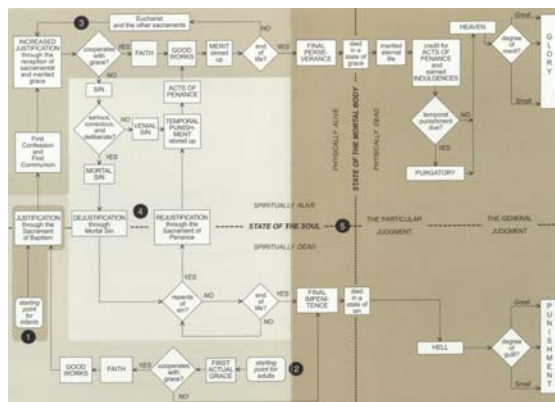 3
Eucharist
and the other sacraments
NO
INCREASED
JUSTIFICATION
through the
reception of
sacramental
and merited
grace
cooperates
with
grace?
YES
FAITH
GOOD
WORKS
MERIT
stored
up
end
of
life?
YES
FINAL
PERSE-
VERANCE
died
in a
state of
grace
merited
eternal
life
credit for
ACTS OF
PENANCE
and
earned
INDULGENCES
HEAVEN
degree
of
merit?
Great
Small
GLORY
NO
SIN
ACTS OF
PENANCE
serious,
conscious,
and
deliberate?
NO
VENIAL
SIN
TEMPORAL
PUNISH-
MENT
stored up
YES
MORTAL
SIN
First
Confession
and
First
Communion
temporal
punishment
due?
NO
YES
PURGATORY
PHYSICALLY ALIVE
STATE OF THE MORTAL BODY
PHYSICALLY DEAD
JUSTIFICATION
through the
Sacrament
of Baptism
DEJUSTIFICATION
through
Mortal Sin
4
REJUSTIFICATION
through the
Sacrament of
Penance
SPIRITUALLY ALIVE
STATE OF THE SOUL
SPIRITUALLY DEAD
5
THE PARTICULAR
JUDGMENT
THE GENERAL
JUDGMENT
starting
point for
infants
1
YES
repents
of
sin?
NO
end
of
life?
YES
NO
FINAL
IMPENI-
TENCE
died
in a
state of
sin
HELL
degree
of
guilt?
Great
Small
PUNISHMENT
GOOD
WORKS
FAITH
YES
cooperates
with
grace?
FIRST
ACTUAL
GRACE
starting
point for
adults
2
NO